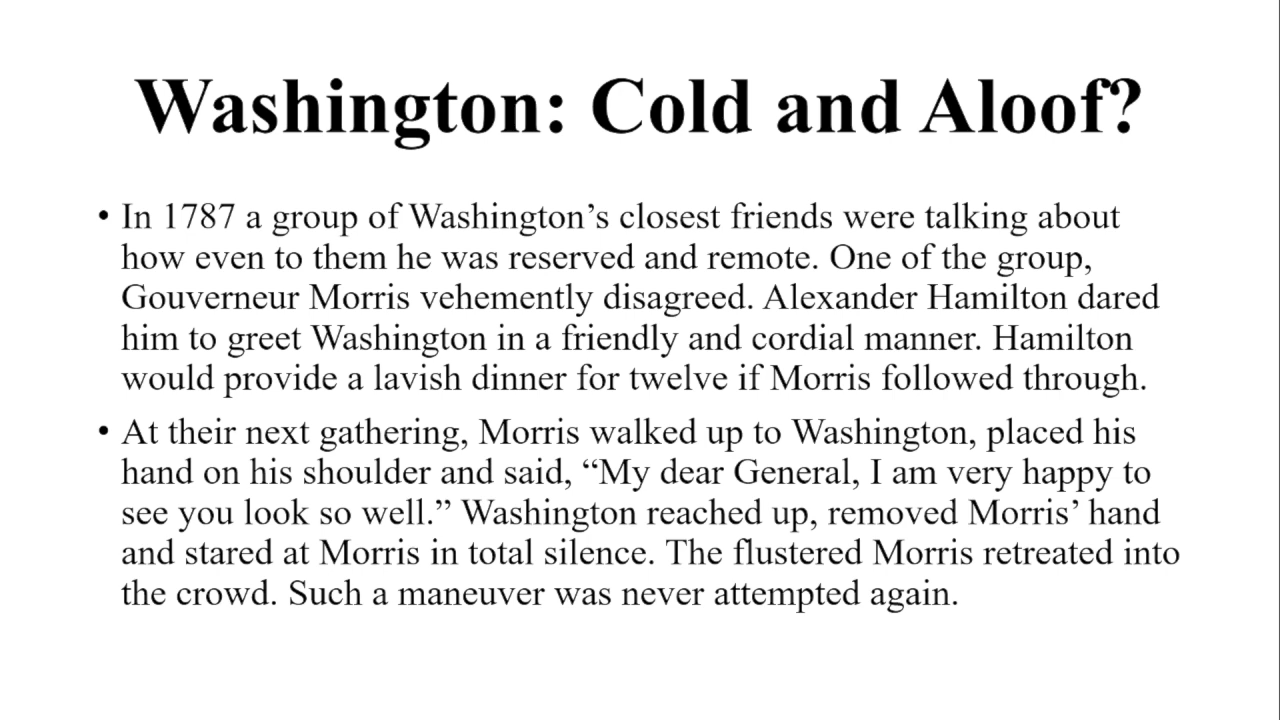 Washington: Cold and Aloof?
• In 1787 a group of Washington’s closest friends were talking about
how even to them he was reserved and remote. One of the group,
Gouverneur Morris vehemently disagreed. Alexander Hamilton dared
him to greet Washington in a friendly and cordial manner. Hamilton
would provide a lavish dinner for twelve if Morris followed through.
• At their next gathering, Morris walked up to Washington, placed his
hand on his shoulder and said, “My dear General, I am very happy to
see you look so well.” Washington reached up, removed Morris’ hand
and stared at Morris in total silence. The flustered Morris retreated into
the crowd. Such a maneuver was never attempted again.